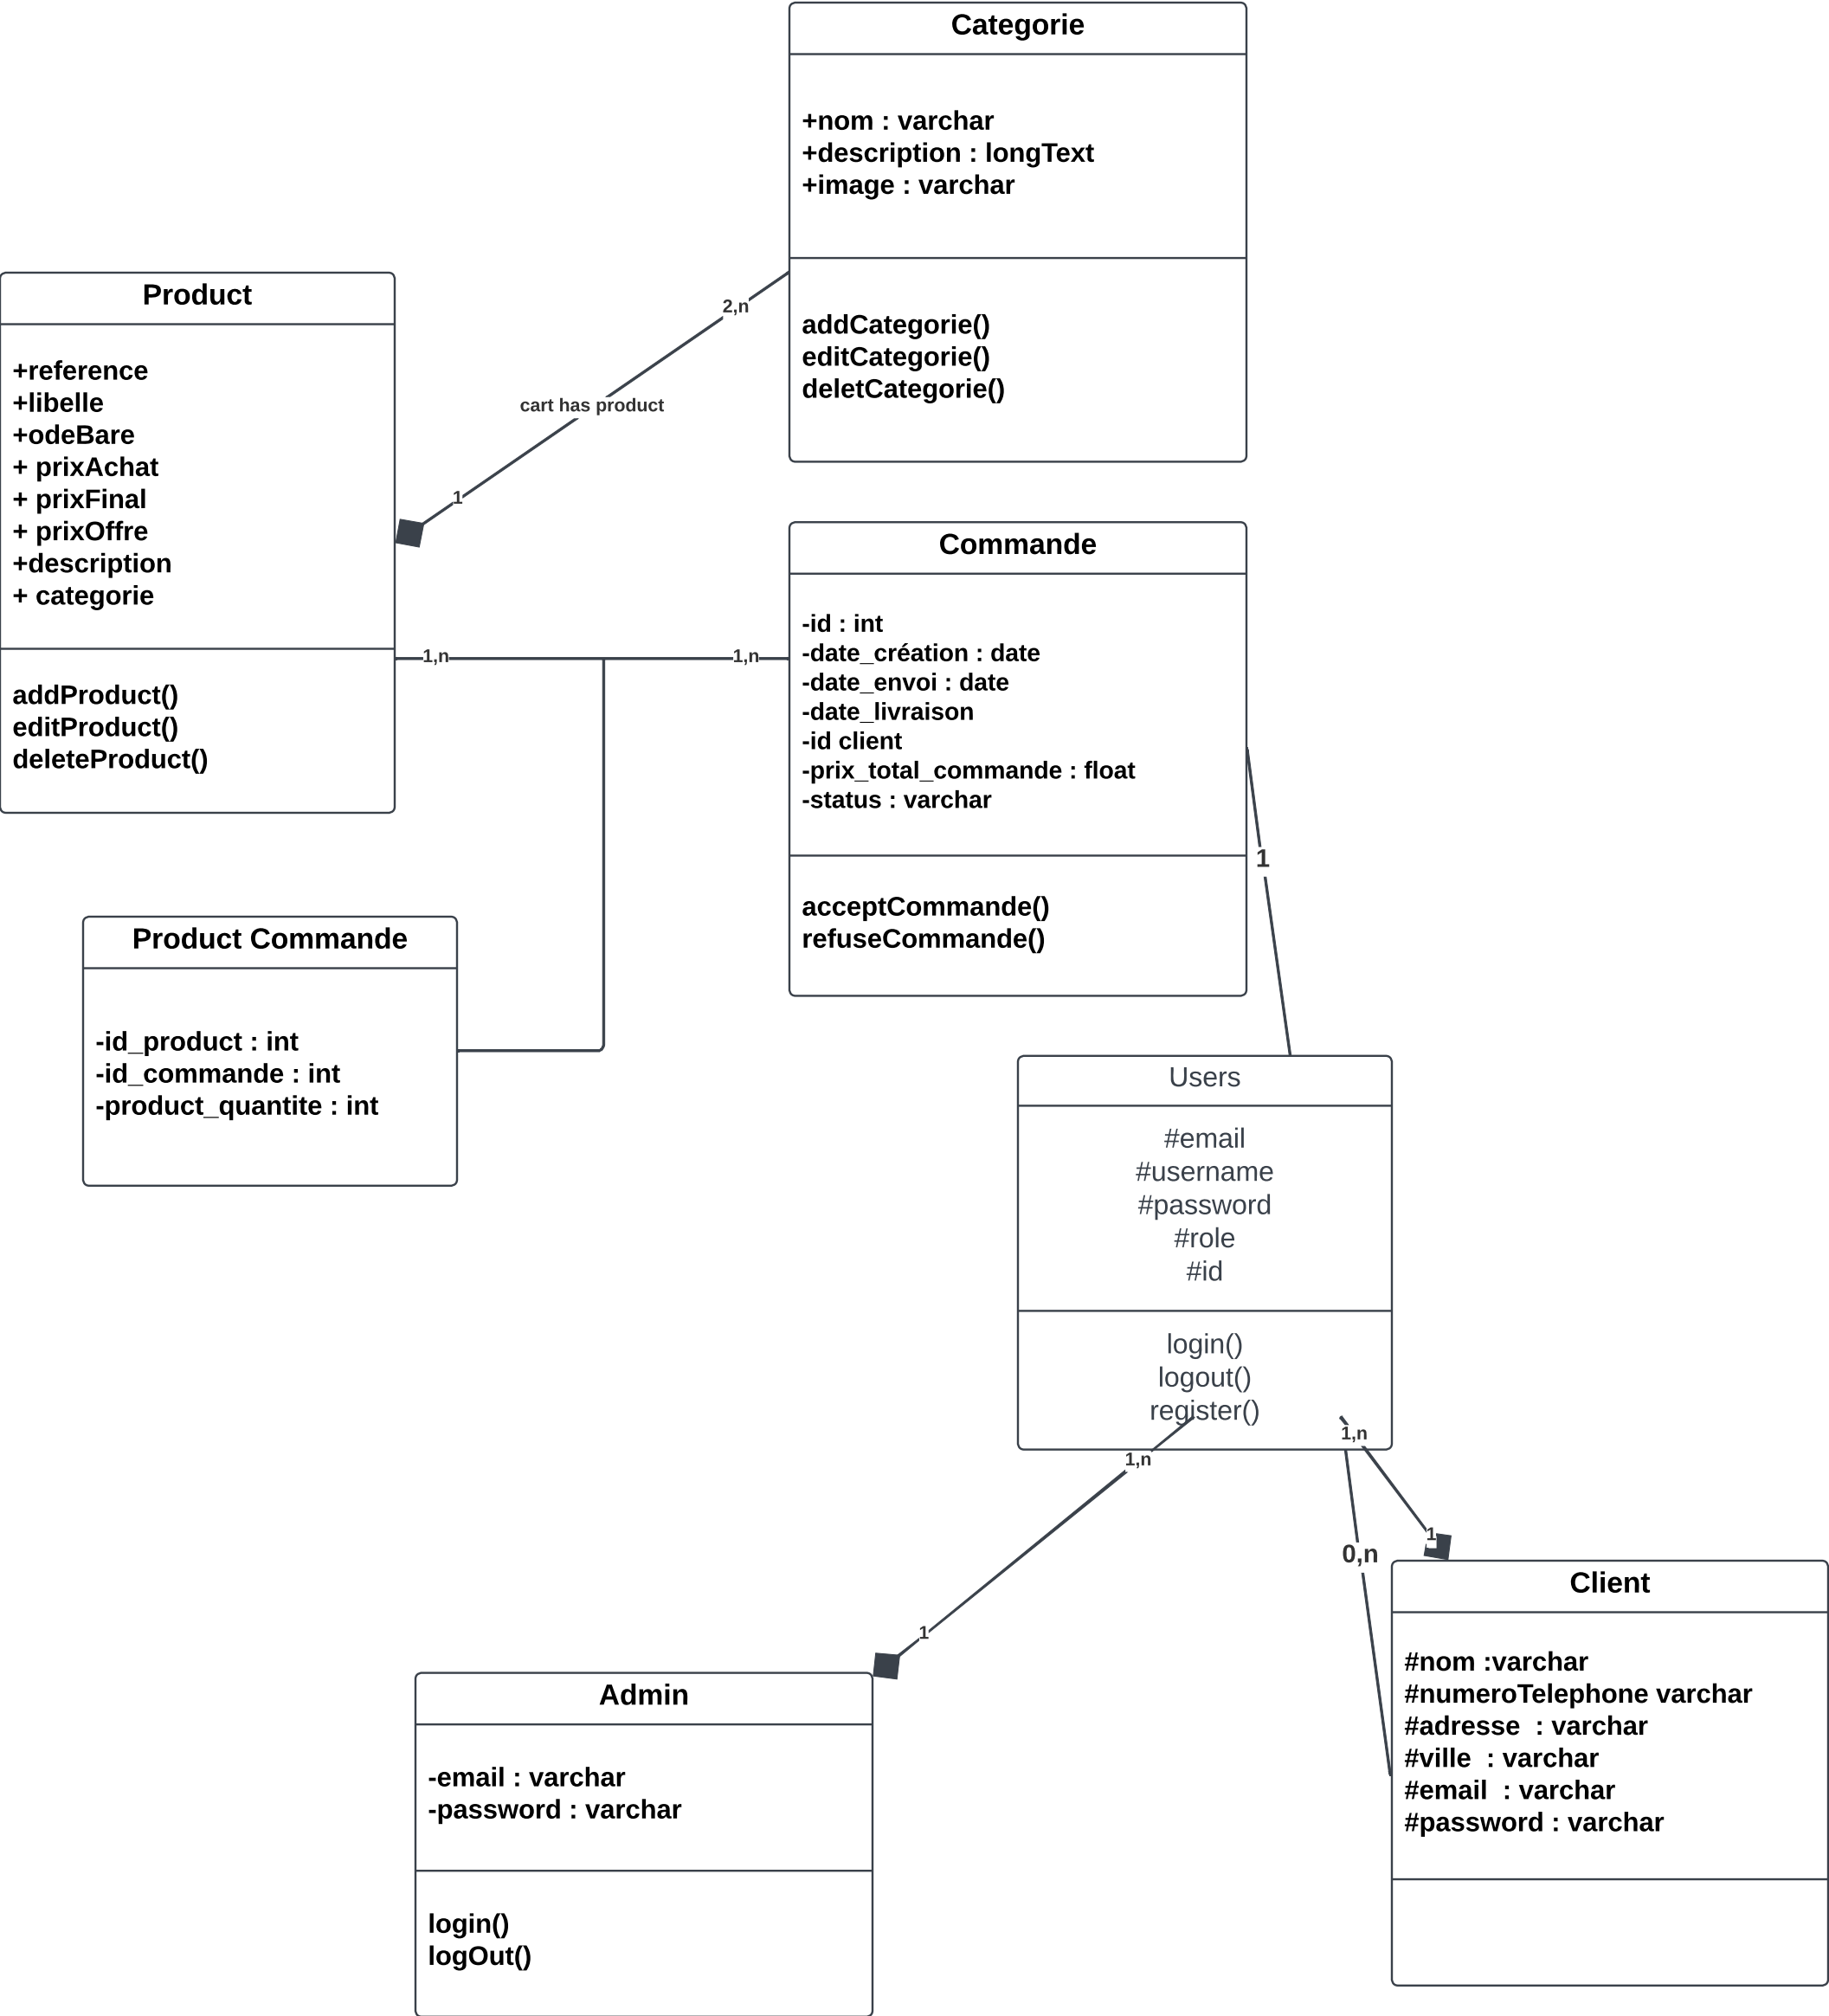 Categorie
+nom : varchar
+description : longText
+image : varchar
addCategorie()
editCategorie()
deletCategorie()
Product
+reference
+libelle
+odeBare
+ prixAchat
+ prixFinal
+ prixOffre
+description
+ categorie
addProduct()
editProduct()
deleteProduct()
2,n
cart has product
1
1,n
1,n
Commande
-id : int
-date_création : date
-date_envoi : date
-date_livraison
-id client
-prix_total_commande : float
-status : varchar
acceptCommande()
refuseCommande()
1
Product Commande
-id_product : int
-id_commande : int
-product_quantite : int
Users
#email
#username
#password
#role
#id
login()
logout()
register()
1,n
1,n
1
0,n
1
Client
#nom :varchar
#numeroTelephone varchar
#adresse  : varchar
#ville  : varchar
#email  : varchar
#password : varchar
Admin
-email : varchar
-password : varchar
login()
logOut()